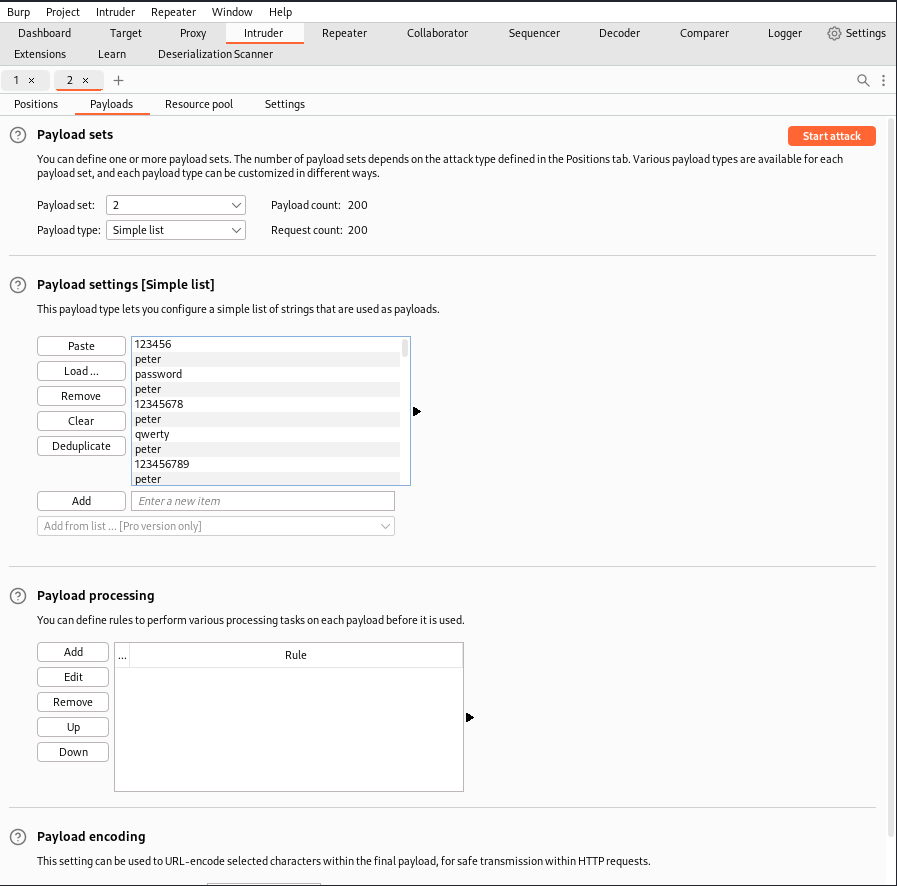 Burp Project Intruder Repeater Window Help
Dashboard Target Proxy Intruder Repeater Collaborator Sequencer Decoder Comparer Logger Settings
Extensions Learn Deserialization Scanner
1 × 2 × +
Positions Payloads Resource pool Settings
? Payload sets Start attack
You can define one or more payload sets. The number of payload sets depends on the attack type defined in the Positions tab. Various payload types are available for each
payload set, and each payload type can be customized in different ways.
Payload set: 2 Payload count: 200
Payload type: Simple list Request count: 200
? Payload settings [Simple list]
This payload type lets you configure a simple list of strings that are used as payloads.
Paste
Load ...
Remove
Clear
Deduplicate
123456
peter
password
peter
12345678
peter
qwerty
peter
123456789
peter
Add Enter a new item
Add from list ... [Pro version only]
? Payload processing
You can define rules to perform various processing tasks on each payload before it is used.
Add
Edit
Remove
Up
Down
... Rule
? Payload encoding
This setting can be used to URL-encode selected characters within the final payload, for safe transmission within HTTP requests.